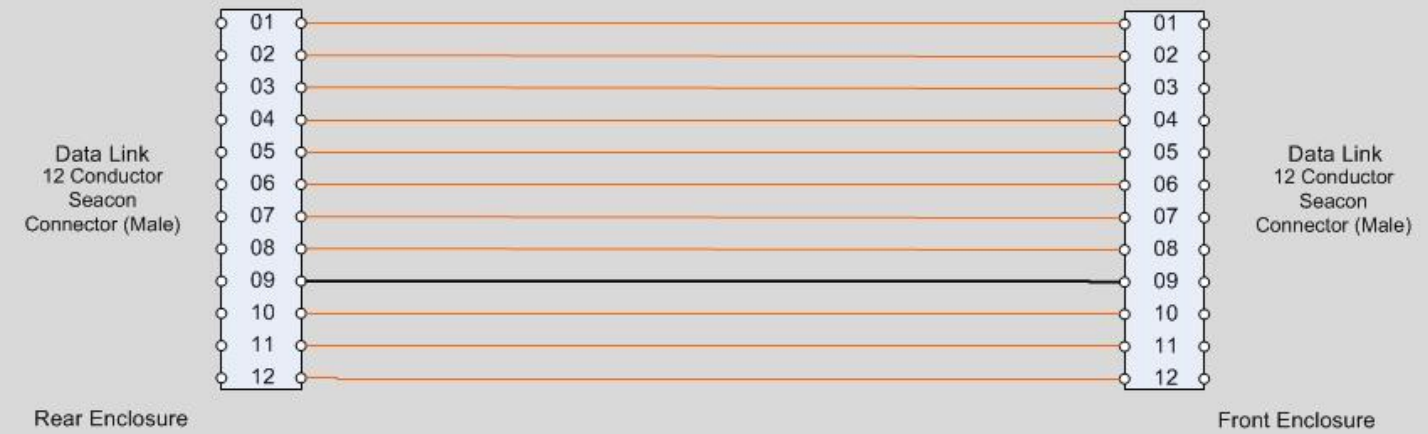 01 01
02 02
03 03
04 04
05 05
06 06
07 07
08 08
09 09
10 10
11 11
12 12
Data Link
12 Conductor
Seacon
Connector (Male)
Data Link
12 Conductor
Seacon
Connector (Male)
Rear Enclosure
Front Enclosure